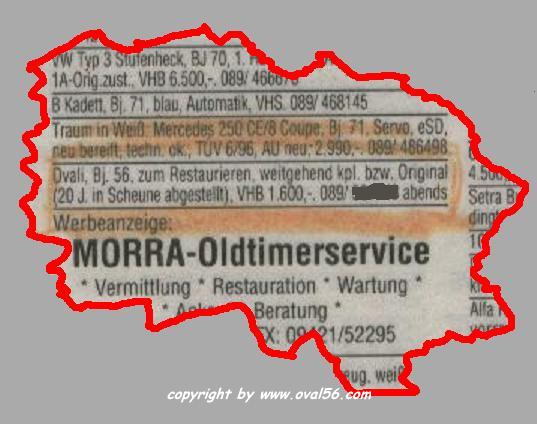 VW Typ 3 Stufenheck, BJ 70, 1.
1A-Orig.zust., VHB 6.500,-. 089/
B Kadett, Bj. 71, blau, Automatik, VHS. 089/ 468145
Traum in Weiß: Mercedes 250 CE/8 Coupe, Bj. 71, Servo, eSD,
neu bereift, techn. ok., TÜV 6/96, AU neu; 2.990,-. 089/ 486498
Ovali, Bj. 56, zum Restaurieren, weitgehend kpl. bzw. Original
(20 J. in Scheune abgestellt), VHB 1.600,-. 089/ abends
Werbeanzeige:
MORRA-Oldtimerservice
* Vermittlung * Restauration * Wartung *
* Beratung *
/52295
Setra B
Alfa
eug. weiß
copyright by www.oval56.com